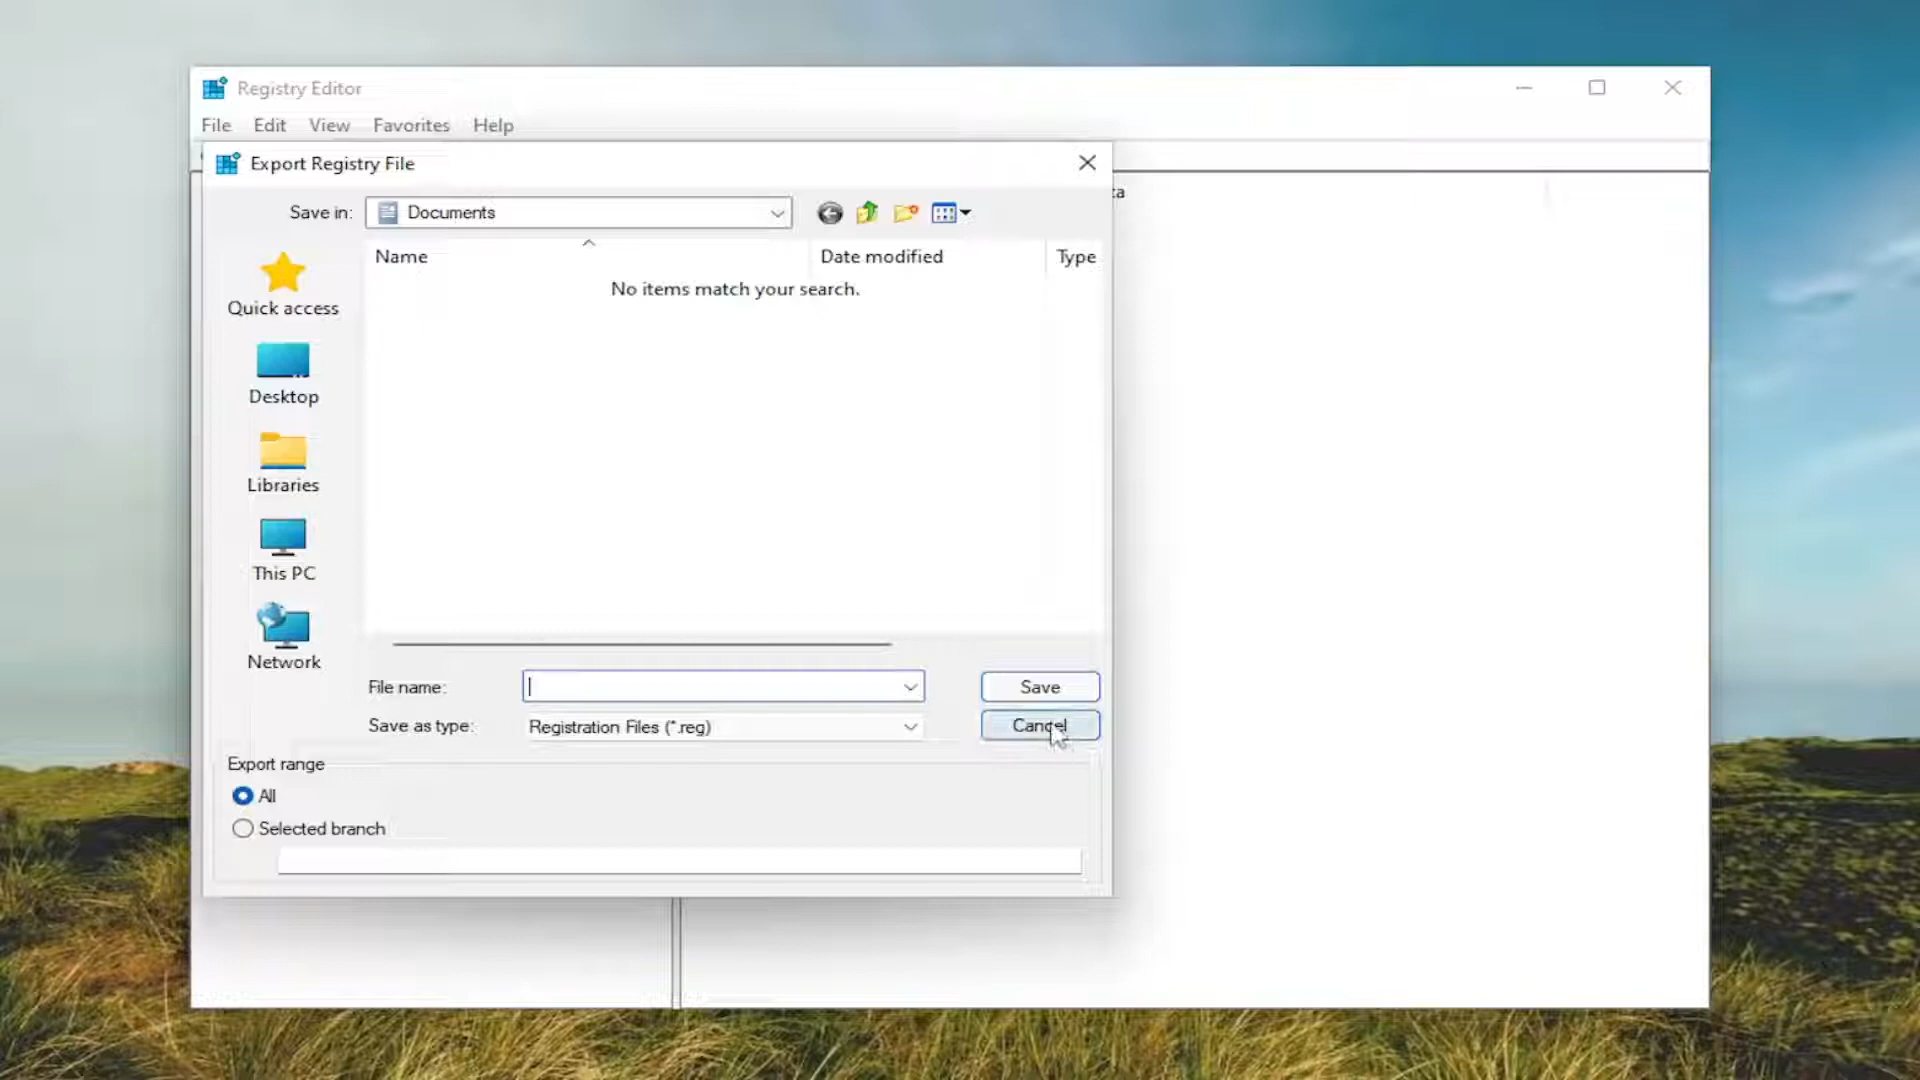 Registry Editor
File Edit View Favorites Help
Export Registry File
Save in: Documents
Name Date modified Type
No items match your search.
Quick access
Desktop
Libraries
This PC
Network
File name: Save
Save as type: Registration Files (*.reg) Cancel
Export range
All
Selected branch